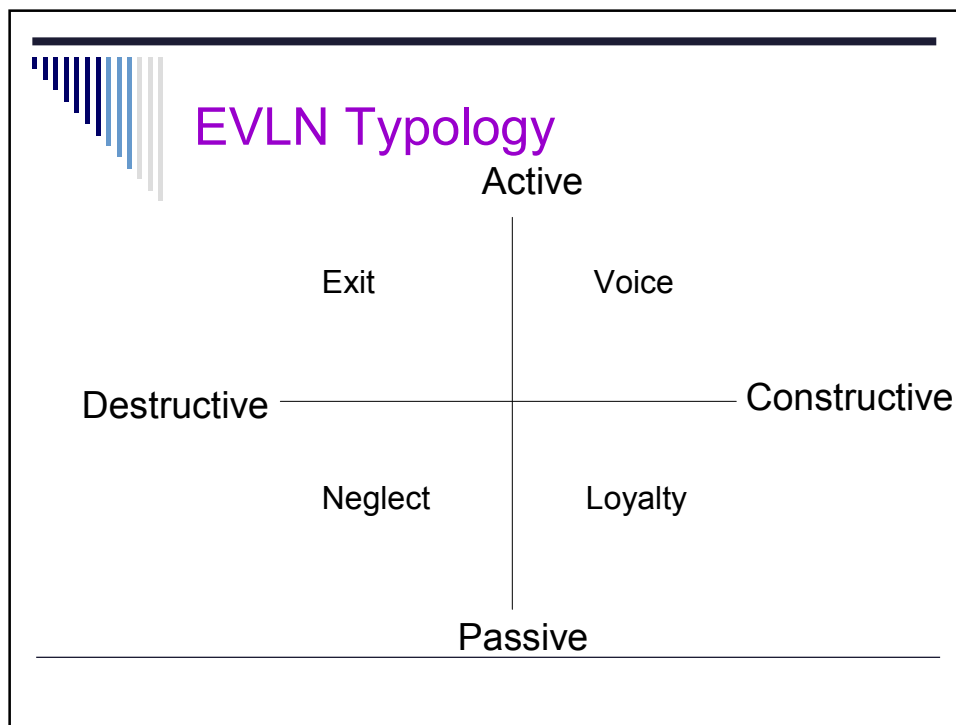 EVLN Typology
Active
Exit Voice
Destructive Constructive
Neglect Loyalty
Passive